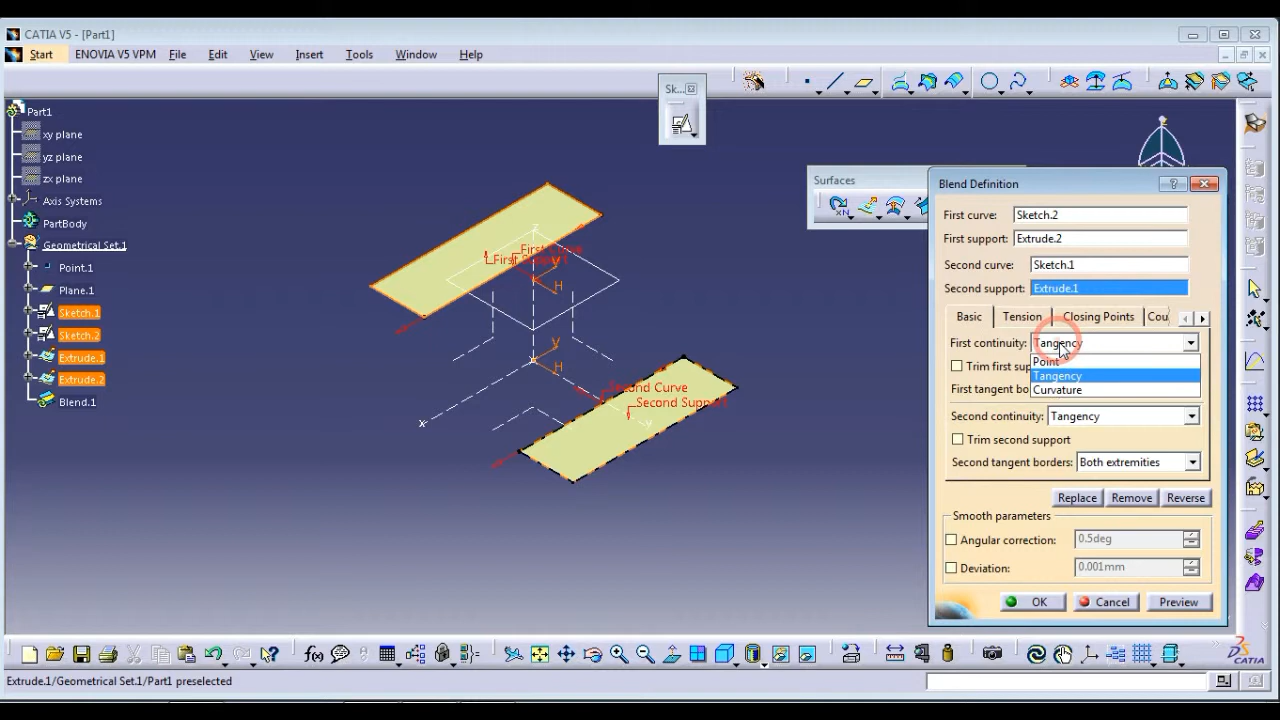 CATIA V5 - [Part1]
Start ENOVIA V5 VPM File Edit View Insert Tools Window Help
Sk...
Part1
xy plane
yz plane
zx plane
Axis Systems
PartBody
Geometrical Set.1
Point.1
Plane.1
Sketch.1
Sketch.2
Extrude.1
Extrude.2
Blend.1
First Curve
First Support
z
y
H
y
H
x
y
Second Curve
Second Support
Surfaces
Blend Definition
First curve: Sketch.2
First support: Extrude.2
Second curve: Sketch.1
Second support: Extrude.1
Basic Tension Closing Points Cou
First continuity: Tangency
Point
Trim first sup
Tangency
First tangent bo
Curvature
Second continuity: Tangency
Trim second support
Second tangent borders: Both extremities
Replace Remove Reverse
Smooth parameters
Angular correction: 0.5deg
Deviation: 0.001mm
OK Cancel Preview
f(x)
CATIA
Extrude.1/Geometrical Set.1/Part1 preselected